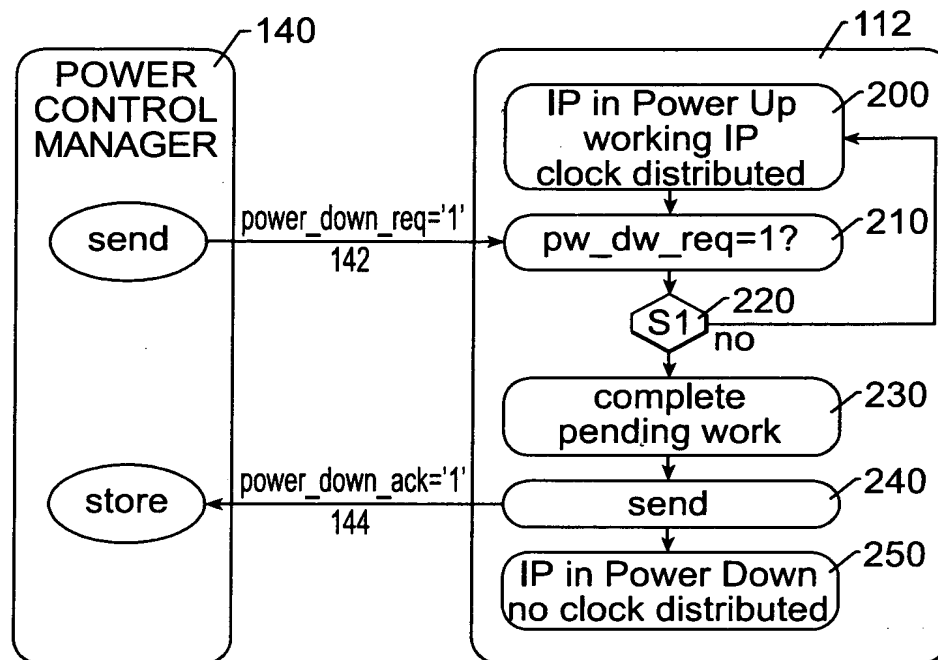 140
POWER
CONTROL
MANAGER
send
power_down_req='1'
142
store
power_down_ack='1'
144
112
200
IP in Power Up
working IP
clock distributed
210
pw_dw_req=1?
220
S1
no
230
complete
pending work
240
send
250
IP in Power Down
no clock distributed